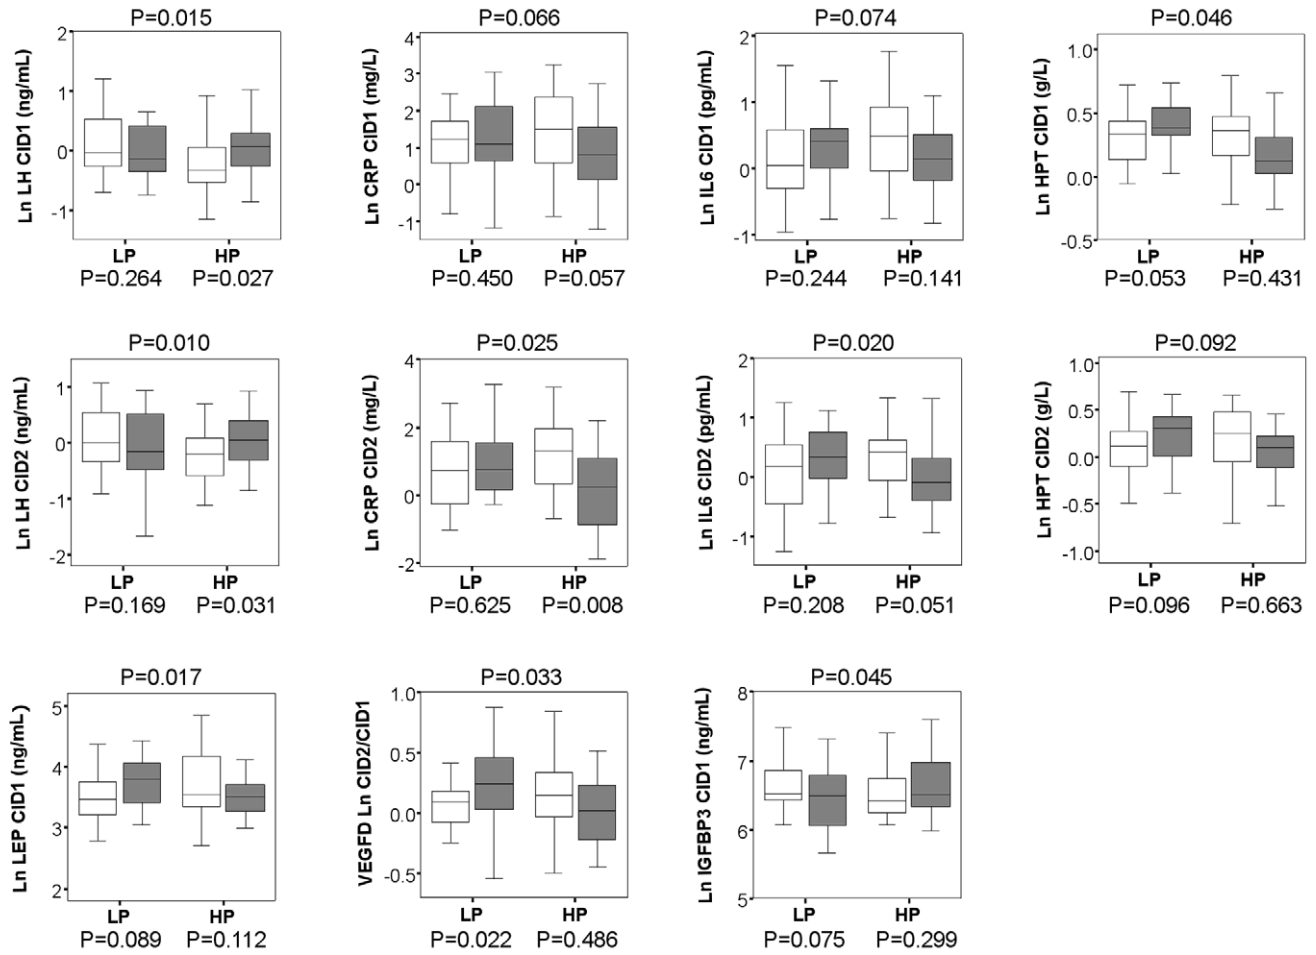 P=0.015
Ln LH CID1 (ng/mL)
2
1
0
-1
LP
HP
P=0.264
P=0.027
P=0.066
Ln CRP CID1 (mg/mL)
4
3
2
1
0
-1
LP
HP
P=0.450
P=0.057
P=0.074
Ln IL6 CID1 (pg/mL)
2
1
0
-1
LP
HP
P=0.244
P=0.141
P=0.046
Ln HPT CID1 (g/L)
1.0
0.5
0.0
-0.5
LP
HP
P=0.053
P=0.431
P=0.010
Ln LH CID2 (ng/mL)
1
0
-1
-2
LP
HP
P=0.169
P=0.031
P=0.025
Ln CRP CID2 (mg/L)
4
2
0
-2
LP
HP
P=0.625
P=0.008
P=0.020
Ln IL6 CID2 (pg/mL)
2
1
0
-1
LP
HP
P=0.208
P=0.051
P=0.092
Ln HPT CID2 (g/L)
1.0
0.5
0.0
-0.5
-1.0
LP
HP
P=0.096
P=0.663
P=0.017
Ln LEP CID1 (ng/mL)
5
4
3
2
LP
HP
P=0.089
P=0.112
P=0.033
VEGFD Ln CID2/CID1
1.0
0.5
0.0
-0.5
LP
HP
P=0.022
P=0.486
P=0.045
Ln IGFBP3 CID1 (ng/mL)
8
7
6
5
LP
HP
P=0.075
P=0.299